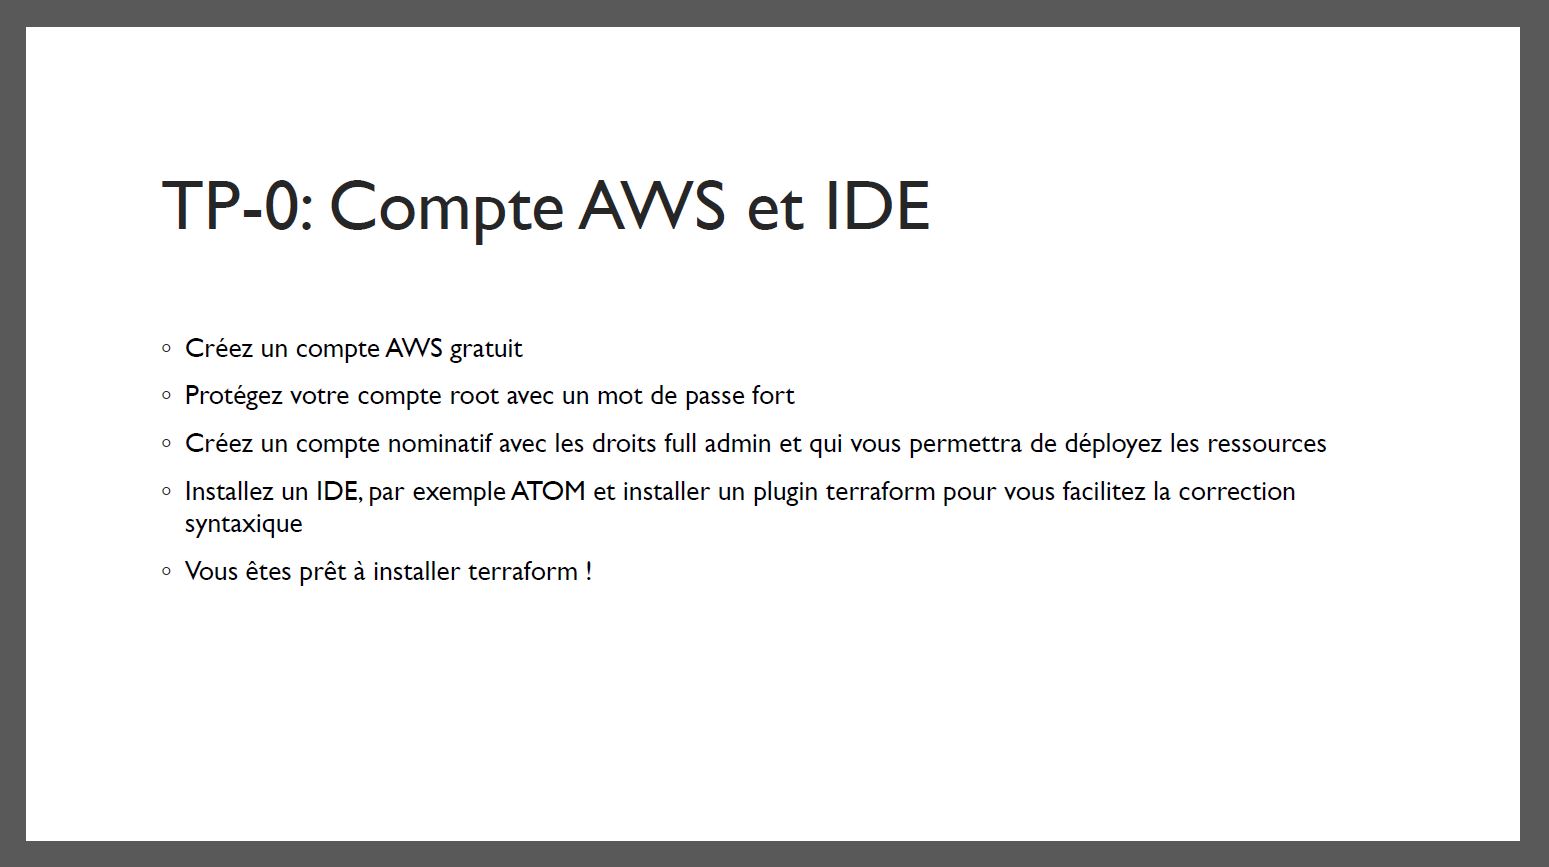 TP-0: Compte AWS et IDE
◦ Créez un compte AWS gratuit
◦ Protégez votre compte root avec un mot de passe fort
◦ Créez un compte nominatif avec les droits full admin et qui vous permettra de déployez les ressources
◦ Installez un IDE, par exemple ATOM et installer un plugin terraform pour vous facilitez la correction
syntaxique
◦ Vous êtes prêt à installer terraform !